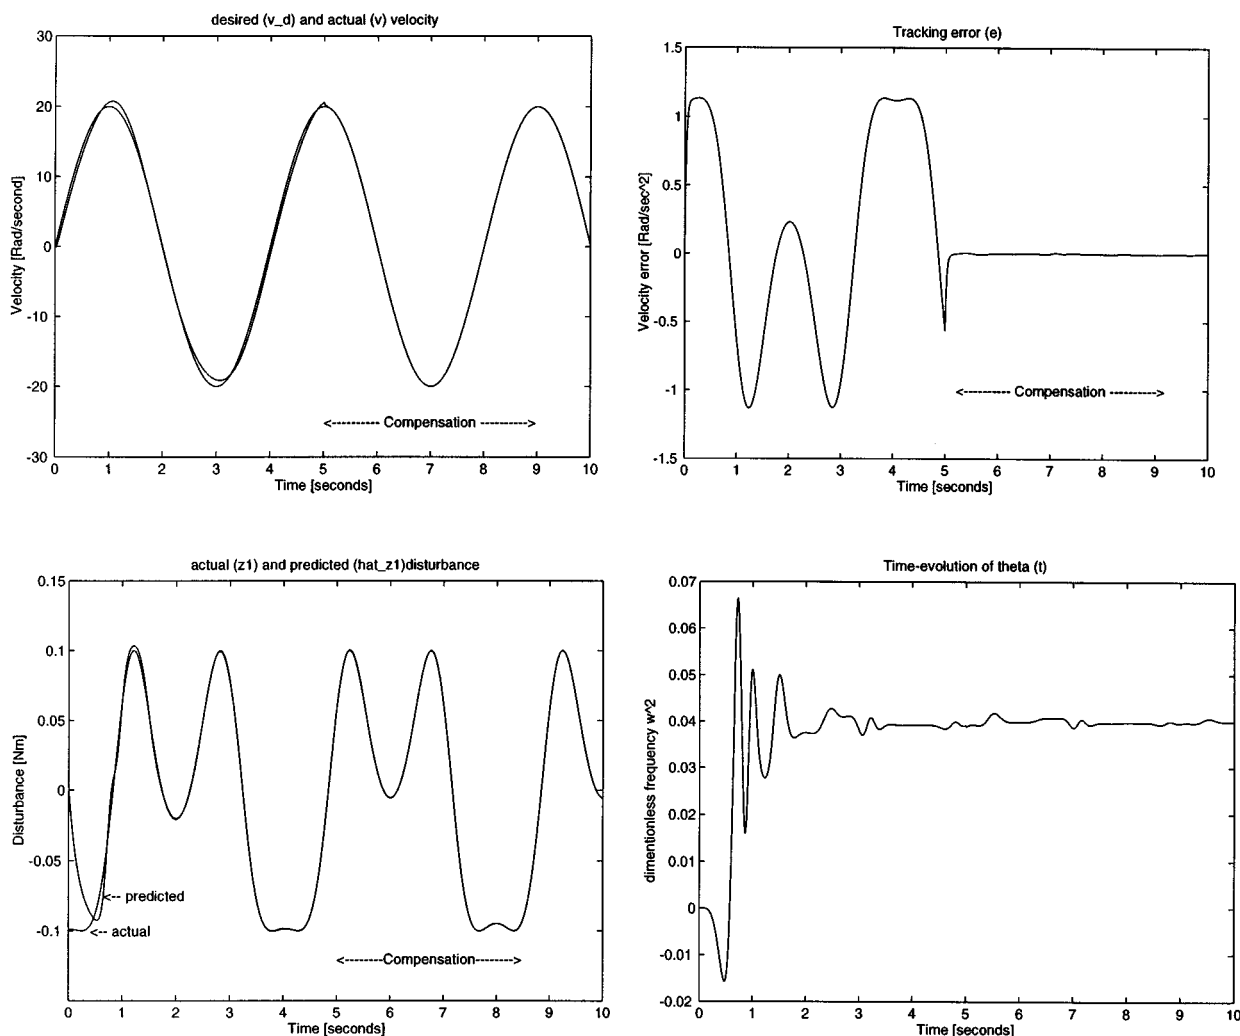 desired (v_d) and actual (v) velocity
Velocity [Rad/second]
30
20
10
0
-10
-20
-30
<-------- Compensation -------->
0 1 2 3 4 5 6 7 8 9 10
Time [seconds]
Tracking error (e)
Velocity error [Rad/sec^2]
1.5
1
0.5
0
-0.5
-1
-1.5
<-------- Compensation -------->
0 1 2 3 4 5 6 7 8 9 10
Time [seconds]
actual (z1) and predicted (hat_z1)disturbance
Disturbance [Nm]
0.15
0.1
0.05
0
-0.05
-0.1
<-- predicted
<-- actual
<--------Compensation-------->
0 1 2 3 4 5 6 7 8 9 10
Time [seconds]
Time-evolution of theta (t)
dimentionless frequency w^2
0.07
0.06
0.05
0.04
0.03
0.02
0.01
0
-0.01
-0.02
0 1 2 3 4 5 6 7 8 9 10
Time [seconds]